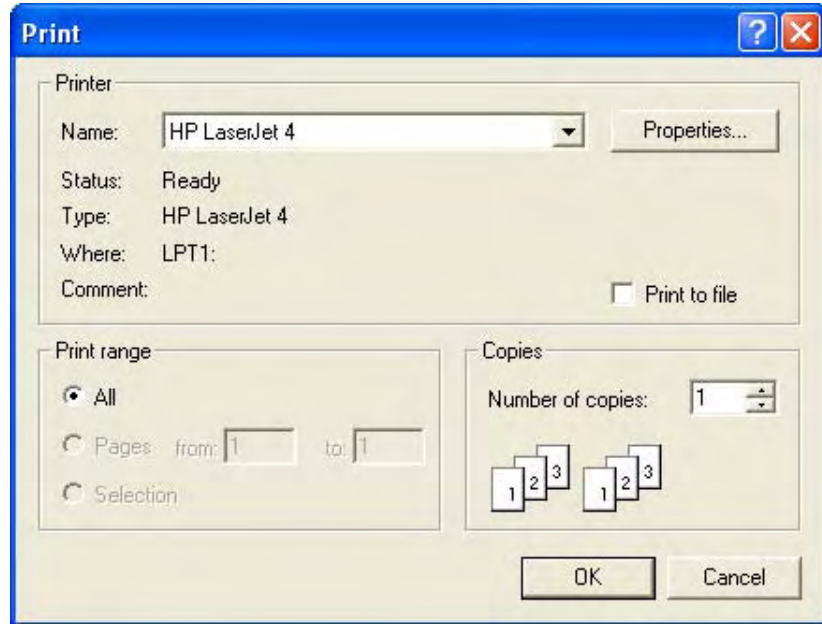 Print
Printer
Name: HP LaserJet 4 Properties...
Status: Ready
Type: HP LaserJet 4
Where: LPT1:
Comment:
Print to file
Print range
All
Pages from: 1 to: 1
Selection
Copies
Number of copies: 1
1 2 3 1 2 3
OK Cancel